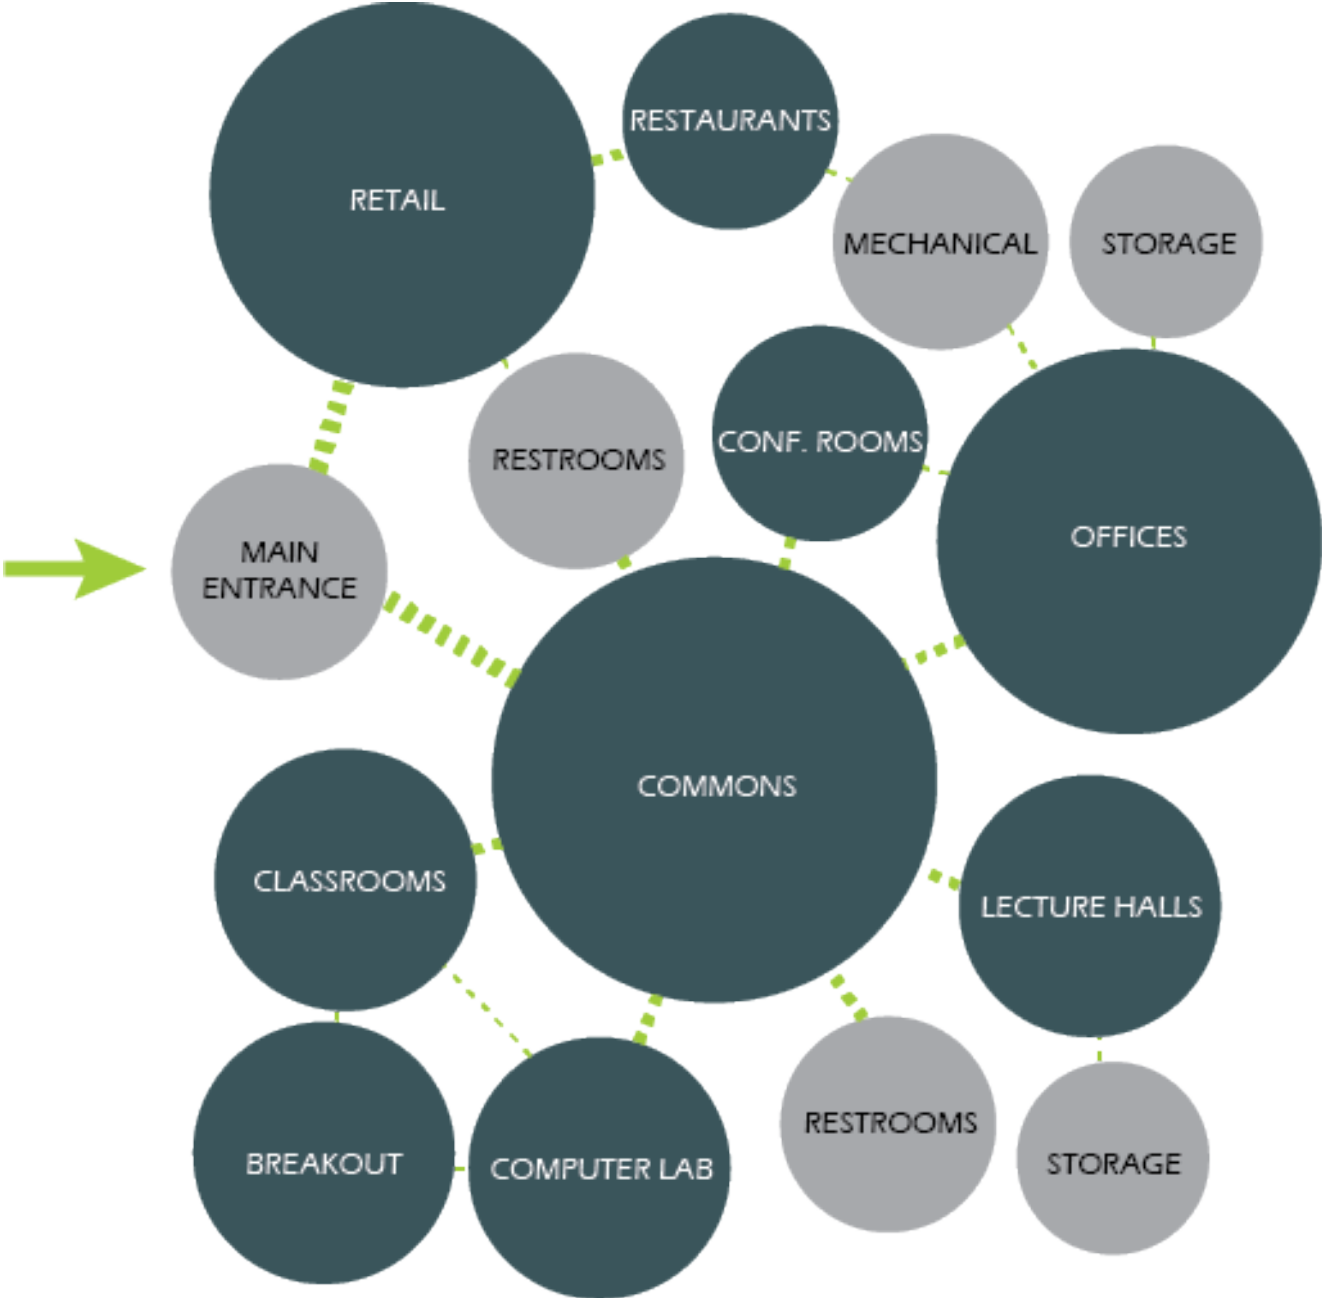 RESTAURANTS
RETAIL
MECHANICAL
STORAGE
CONF. ROOMS
RESTROOMS
OFFICES
MAIN
ENTRANCE
COMMONS
CLASSROOMS
LECTURE HALLS
RESTROOMS
BREAKOUT
COMPUTER LAB
STORAGE